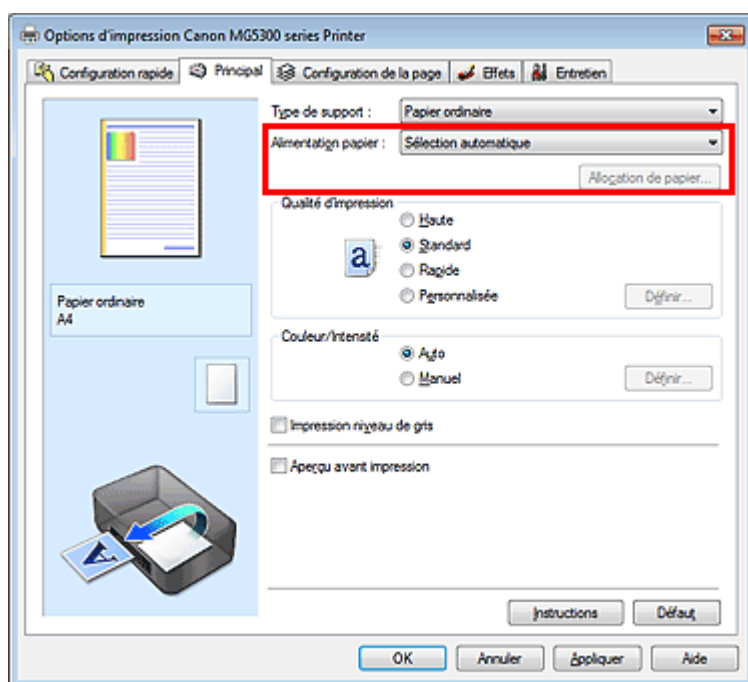 Options d'impression Canon MG5300 series Printer
Configuration rapide Principal Configuration de la page Effets Entretien
Type de support : Papier ordinaire
Alimentation papier : Sélection automatique
Allocation de papier...
Qualité d'impression
Haute
Standard
Rapide
Personnalisée Définir...
a
Papier ordinaire
A4
Couleur/Intensité
Auto
Manuel Définir...
Impression niveau de gris
Aperçu avant impression
A
Instructions Défaut
OK Annuler Appliquer Aide